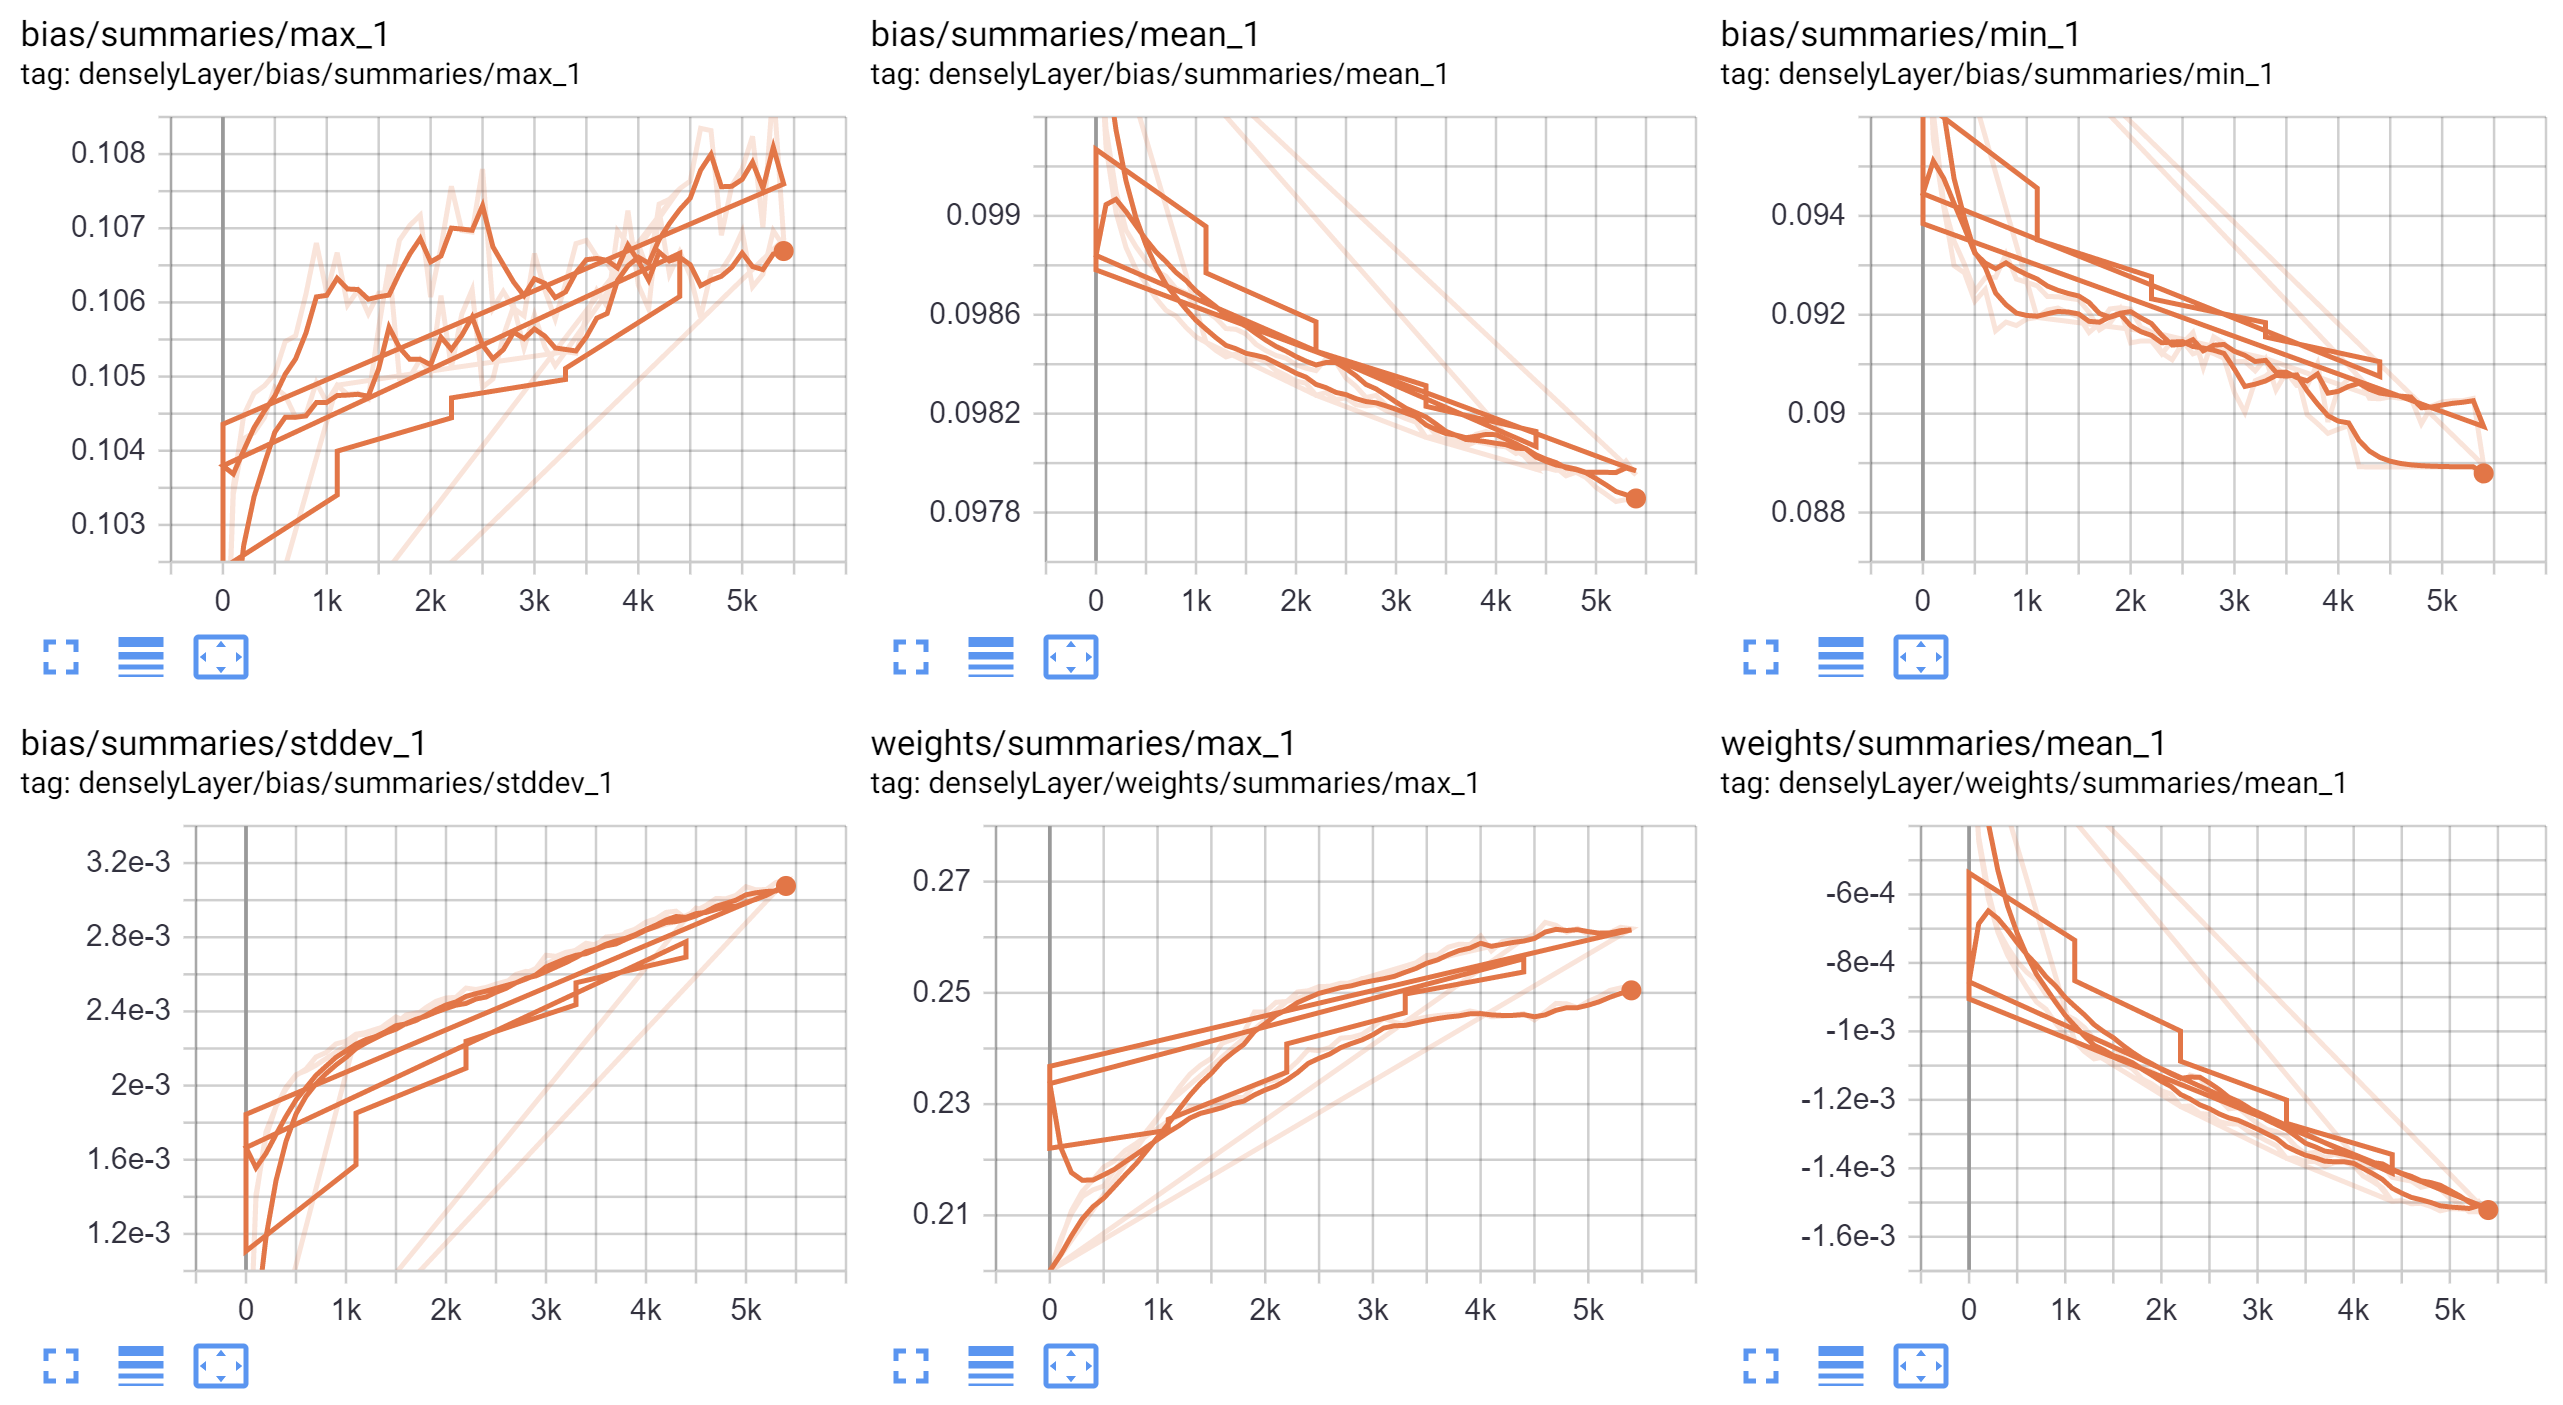 bias/summaries/max_1
tag: denselyLayer/bias/summaries/max_1
0.108
0.107
0.106
0.105
0.104
0.103
0 1k 2k 3k 4k 5k
bias/summaries/mean_1
tag: denselyLayer/bias/summaries/mean_1
0.099
0.0986
0.0982
0.0978
0 1k 2k 3k 4k 5k
bias/summaries/min_1
tag: denselyLayer/bias/summaries/min_1
0.094
0.092
0.09
0.088
0 1k 2k 3k 4k 5k
bias/summaries/stddev_1
tag: denselyLayer/bias/summaries/stddev_1
3.2e-3
2.8e-3
2.4e-3
2e-3
1.6e-3
1.2e-3
0 1k 2k 3k 4k 5k
weights/summaries/max_1
tag: denselyLayer/weights/summaries/max_1
0.27
0.25
0.23
0.21
0 1k 2k 3k 4k 5k
weights/summaries/mean_1
tag: denselyLayer/weights/summaries/mean_1
-6e-4
-8e-4
-1e-3
-1.2e-3
-1.4e-3
-1.6e-3
0 1k 2k 3k 4k 5k